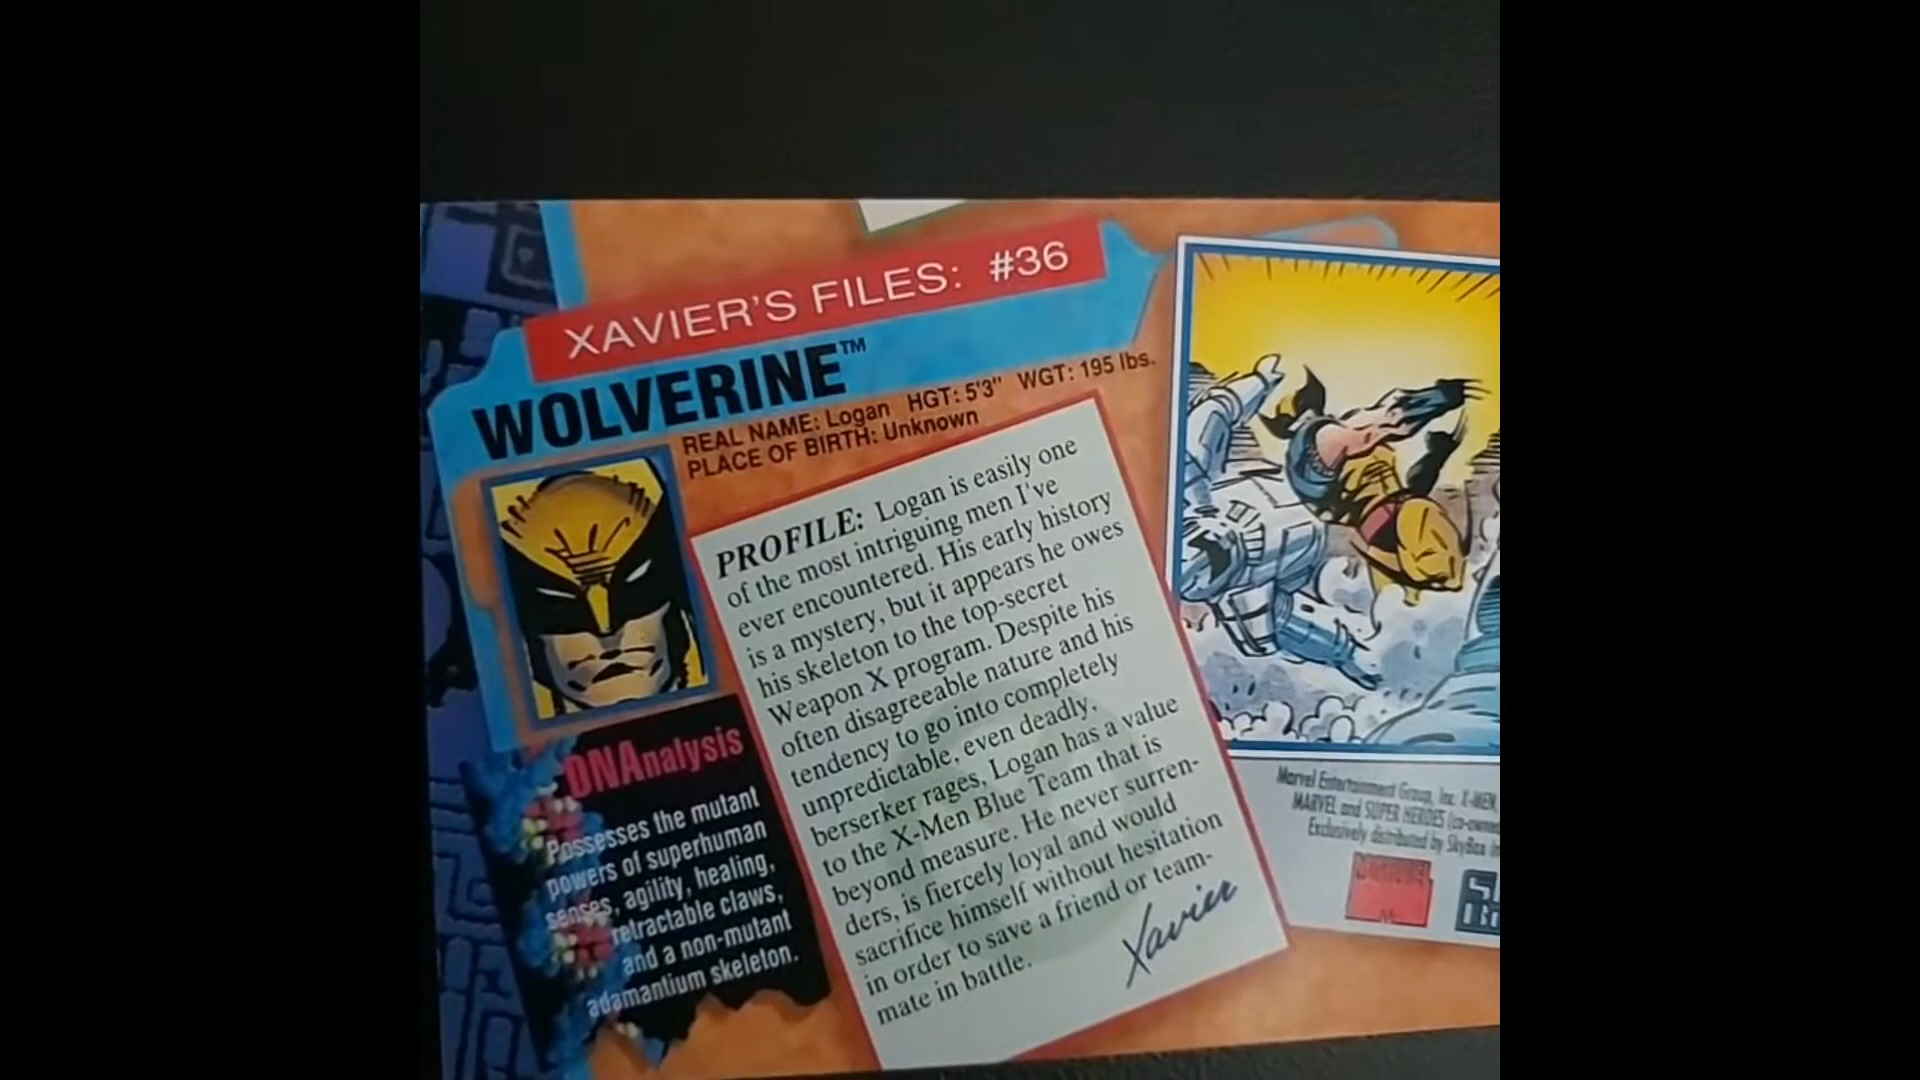 XAVIER'S FILES: #36
WOLVERINE™
REAL NAME: Logan HGT: 5'3" WGT: 195 lbs.
PLACE OF BIRTH: Unknown
PROFILE: Logan is easily one
of the most intriguing men I've
ever encountered. His early history
is a mystery, but it appears he owes
his skeleton to the top-secret
Weapon X program. Despite his
often disagreeable nature and his
tendency to go into completely
unpredictable, even deadly,
berserker rages, Logan has a value
to the X-Men Blue Team that is
beyond measure. He never surren-
ders, is fiercely loyal and would
sacrifice himself without hesitation
in order to save a friend or team-
mate in battle.
Xavier
DNAnalysis
Possesses the mutant
powers of superhuman
senses, agility, healing,
retractable claws,
and a non-mutant
adamantium skeleton.
Marvel Entertainment Group, Inc. X-MEN,
MARVEL and SUPER HEROES (co-owned
Exclusively distributed by SkyBox
MARVEL